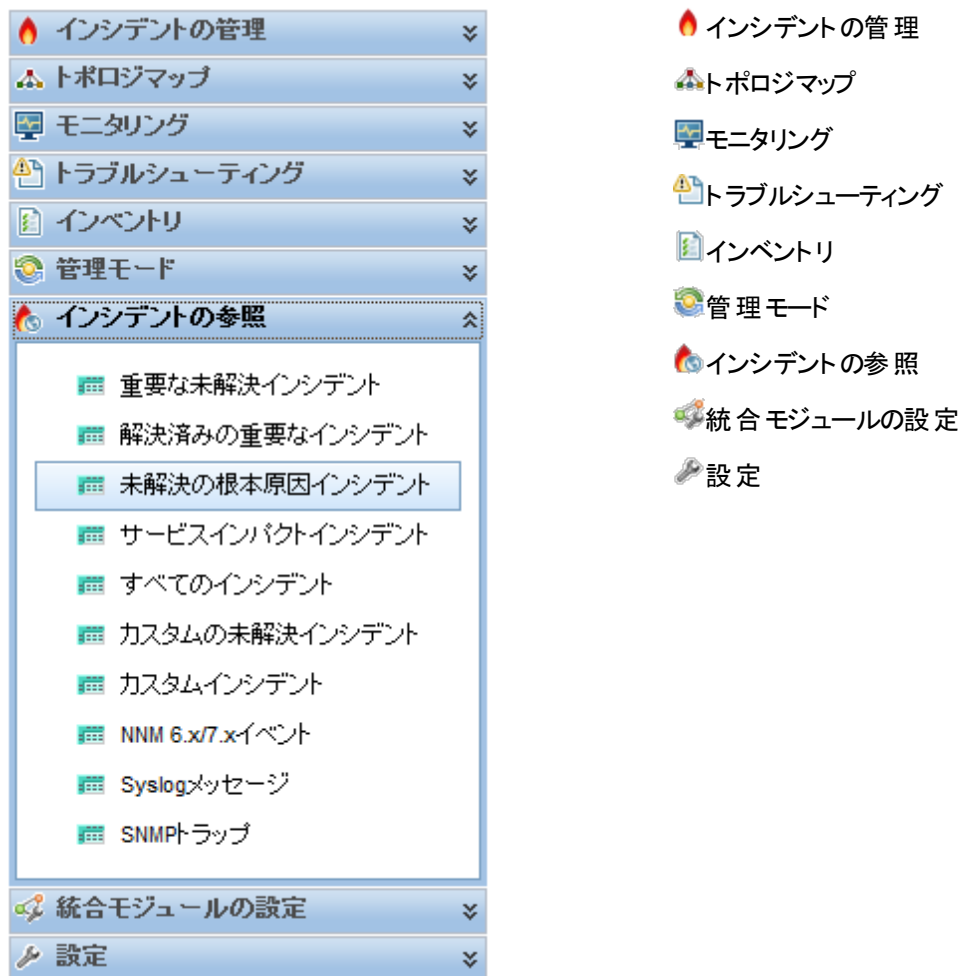 インシデントの管理
トポロジマップ
モニタリング
トラブルシューティング
インベントリ
管理モード
インシデントの参照
重要な未解決インシデント
解決済みの重要なインシデント
未解決の根本原因インシデント
サービスインパクトインシデント
すべてのインシデント
カスタムの未解決インシデント
カスタムインシデント
NNM 6.x/7.xイベント
Syslogメッセージ
SNMPトラップ
統合モジュールの設定
設定
インシデントの管理
トポロジマップ
モニタリング
トラブルシューティング
インベントリ
管理モード
インシデントの参照
統合モジュールの設定
設定